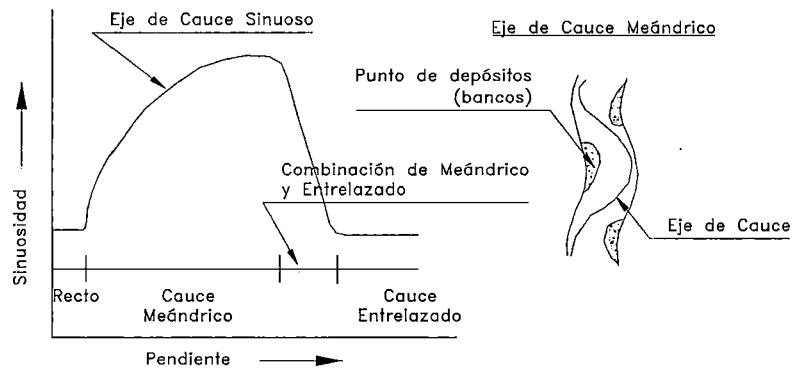 Eje de Cauce Sinuoso
Eje de Cauce Meándrico
Punto de depósitos
(bancos)
Combinación de Meándrico
y Entrelazado
Eje de Cauce
Sinuosidad
Recto
Cauce
Meándrico
Cauce
Entrelazado
Pendiente